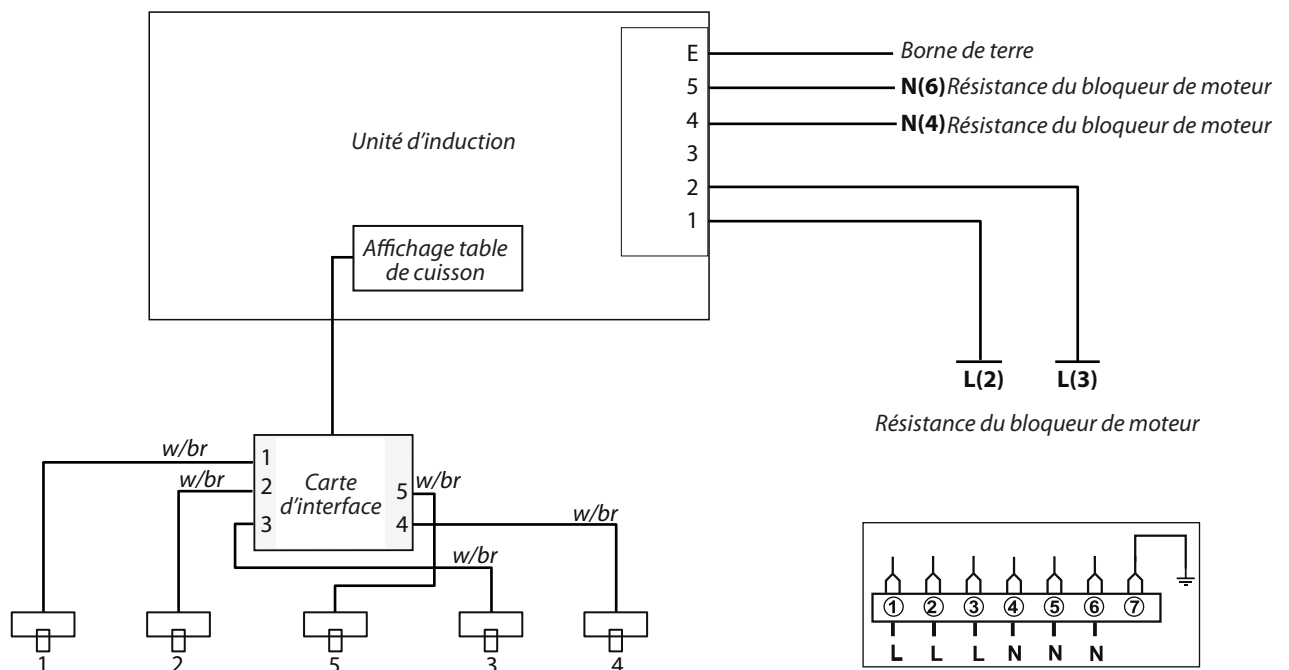 E
Borne de terre
5
N(6) Résistance du bloqueur de moteur
4
N(4) Résistance du bloqueur de moteur
Unité d'induction
3
2
1
Affichage table
de cuisson
L(2) L(3)
Résistance du bloqueur de moteur
w/br
1
w/br
2
Carte
d'interface
5
w/br
3
4
w/br
w/br
1 2 5 3 4
1 2 3 4 5 6 7
L L L N N N